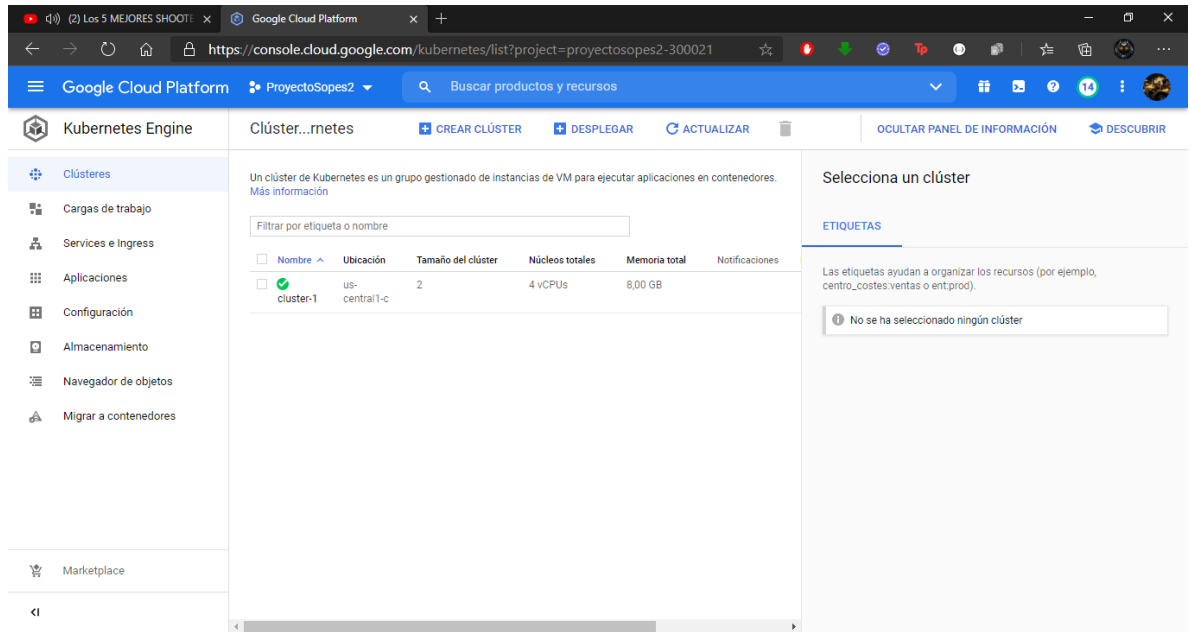 (2) Los 5 MEJORES SHOOTE
Google Cloud Platform
https://console.cloud.google.com/kubernetes/list?project=proyectosopes2-300021
Google Cloud Platform
ProyectoSopes2
Buscar productos y recursos
14
Kubernetes Engine
Clúster...rnetes
CREAR CLÚSTER
DESPLEGAR
ACTUALIZAR
OCULTAR PANEL DE INFORMACIÓN
DESCUBRIR
Clústeres
Cargas de trabajo
Services e Ingress
Aplicaciones
Configuración
Almacenamiento
Navegador de objetos
Migrar a contenedores
Marketplace
Un clúster de Kubernetes es un grupo gestionado de instancias de VM para ejecutar aplicaciones en contenedores.
Más información
Filtrar por etiqueta o nombre
Nombre Ubicación Tamaño del clúster Núcleos totales Memoria total Notificaciones
cluster-1 us-central1-c 2 4 vCPUs 8,00 GB
Selecciona un clúster
ETIQUETAS
Las etiquetas ayudan a organizar los recursos (por ejemplo,
centro_costes:ventas o ent:prod).
No se ha seleccionado ningún clúster